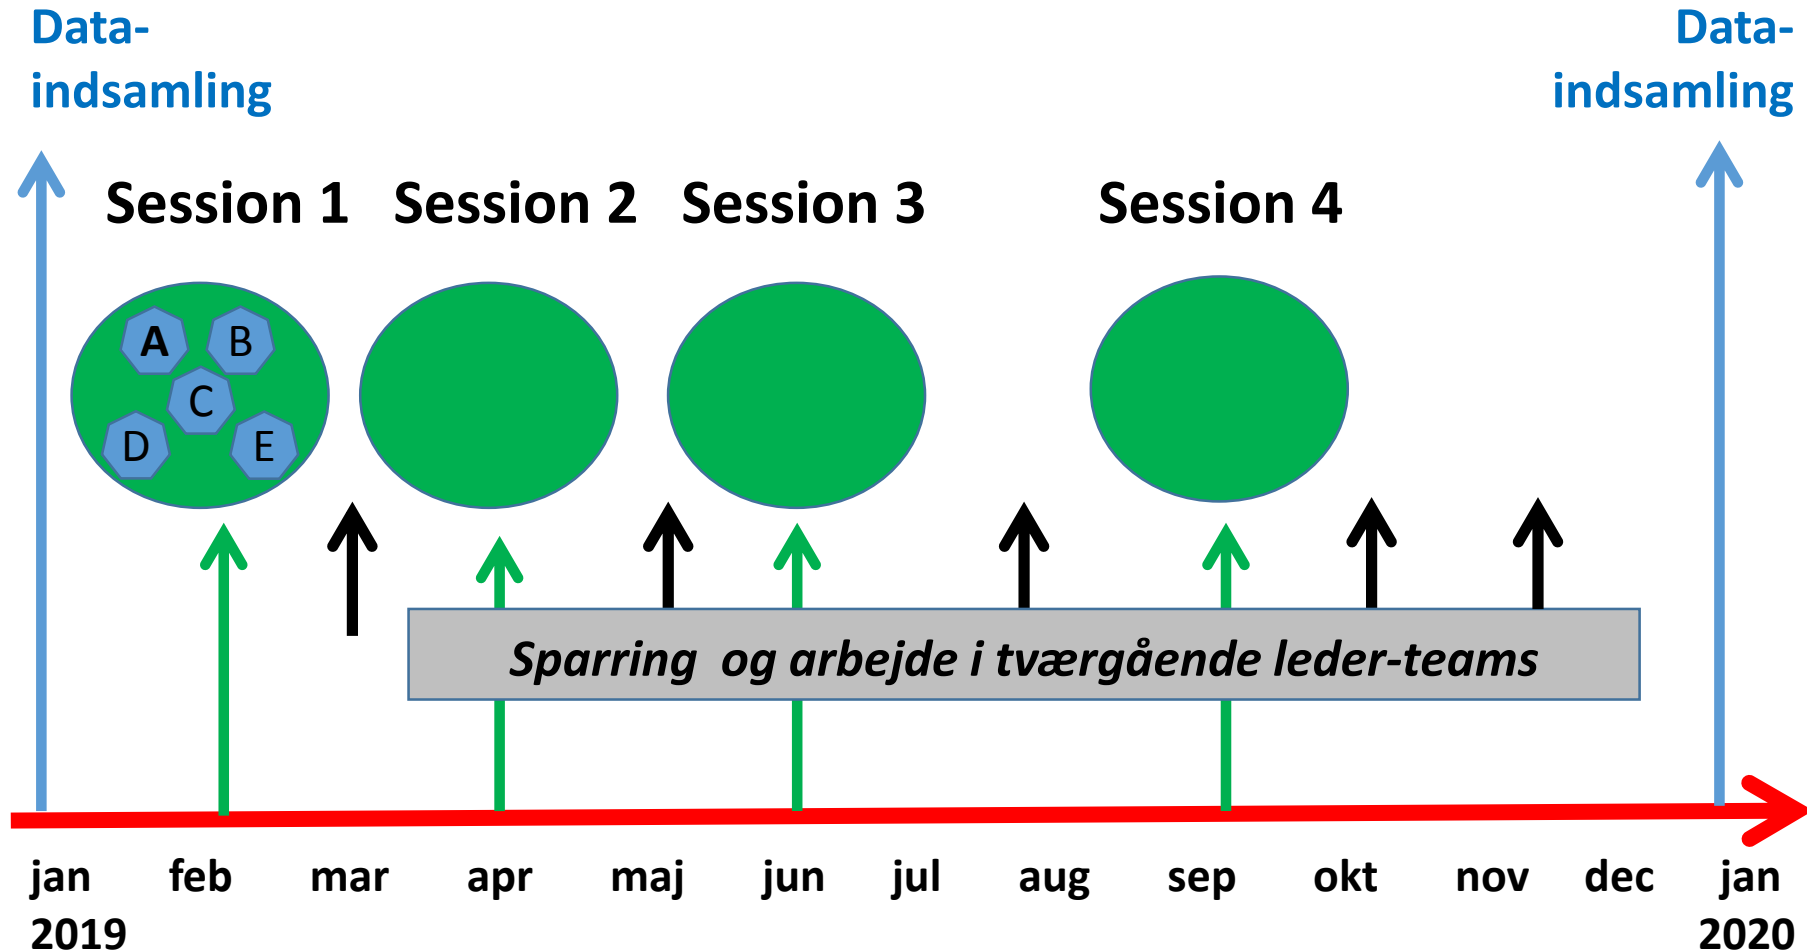 Data-
indsamling
Data-
indsamling
Session 1
Session 2
Session 3
Session 4
A
B
C
D
E
Sparring og arbejde i tværgående leder-teams
jan
2019
feb
mar
apr
maj
jun
jul
aug
sep
okt
nov
dec
jan
2020